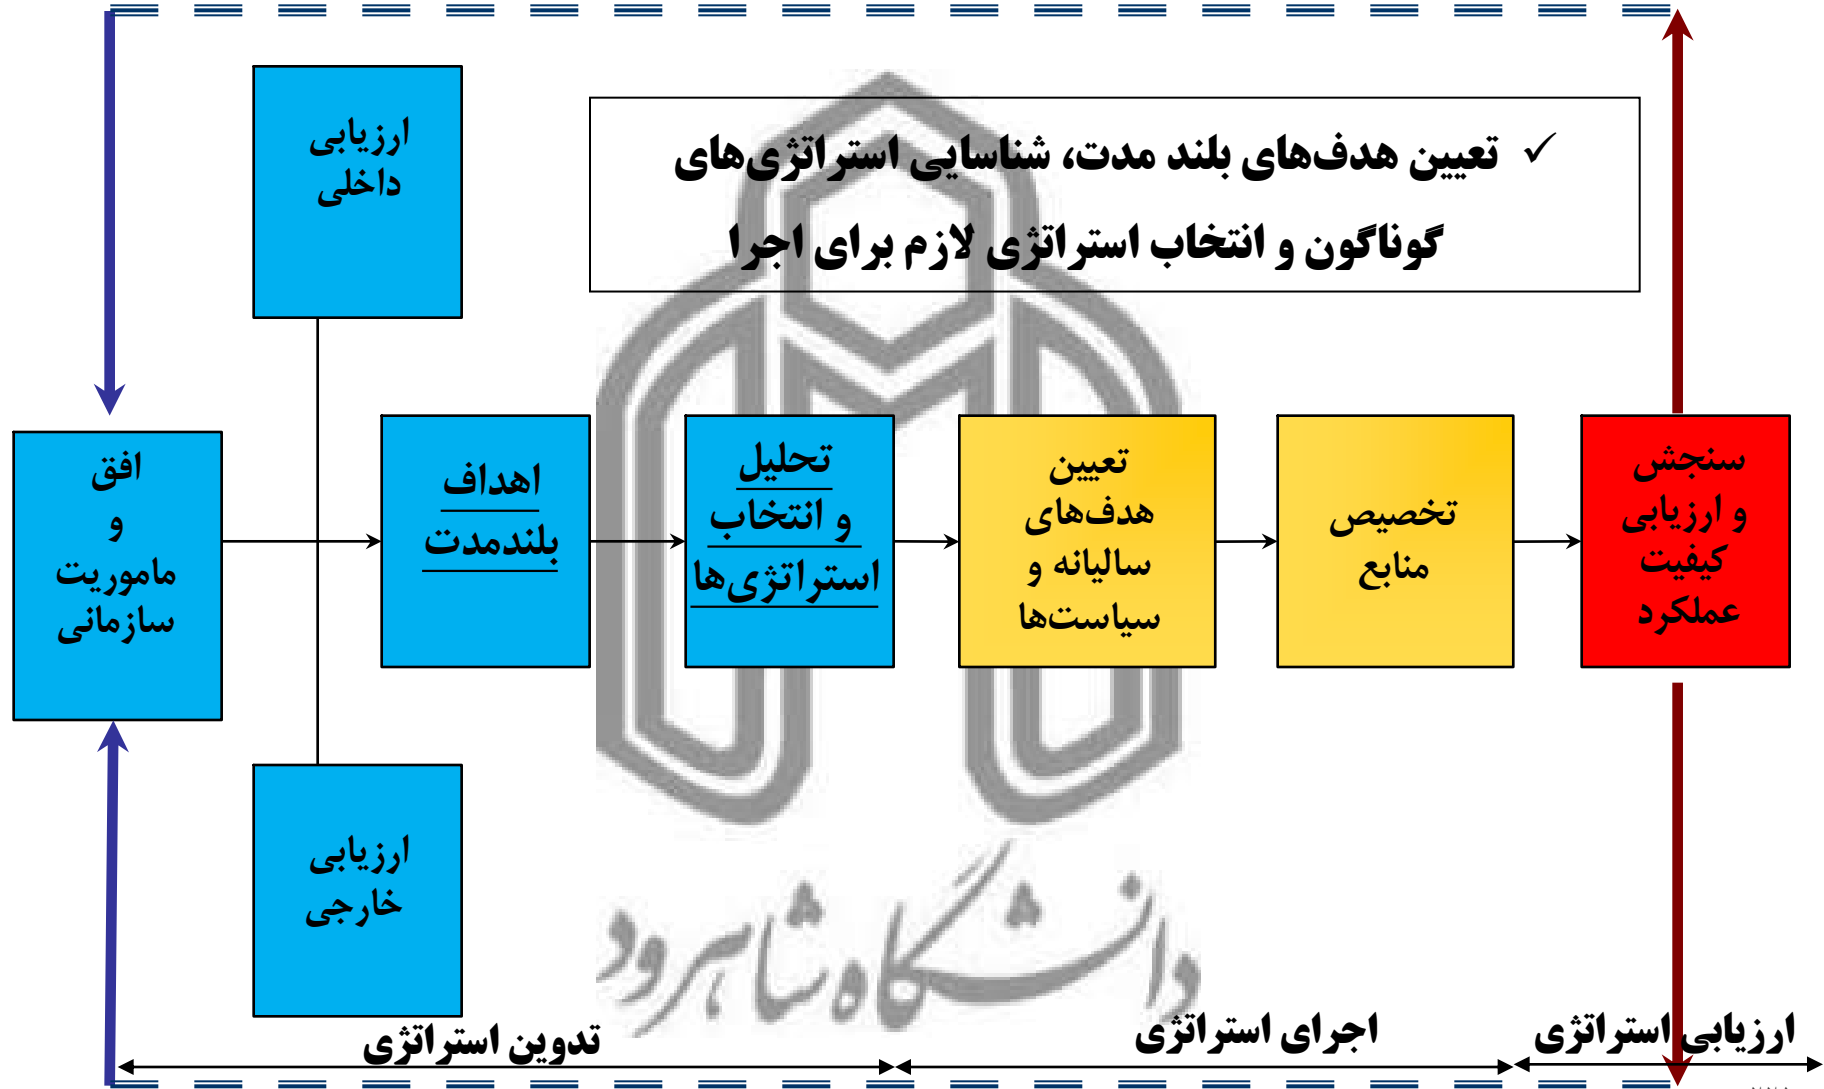 ✓ تعیین هدف‌های بلند مدت، شناسایی استراتژی‌های
گوناگون و انتخاب استراتژی لازم برای اجرا
ارزیابی
داخلی
افق
و
ماموریت
سازمانی
اهداف
بلندمدت
تحلیل
و انتخاب
استراتژی‌ها
تعیین
هدف‌های
سالیانه و
سیاست‌ها
تخصیص
منابع
سنجش
و ارزیابی
کیفیت
عملکرد
ارزیابی
خارجی
دانشگاه شاهرود
تدوین استراتژی
اجرای استراتژی
ارزیابی استراتژی